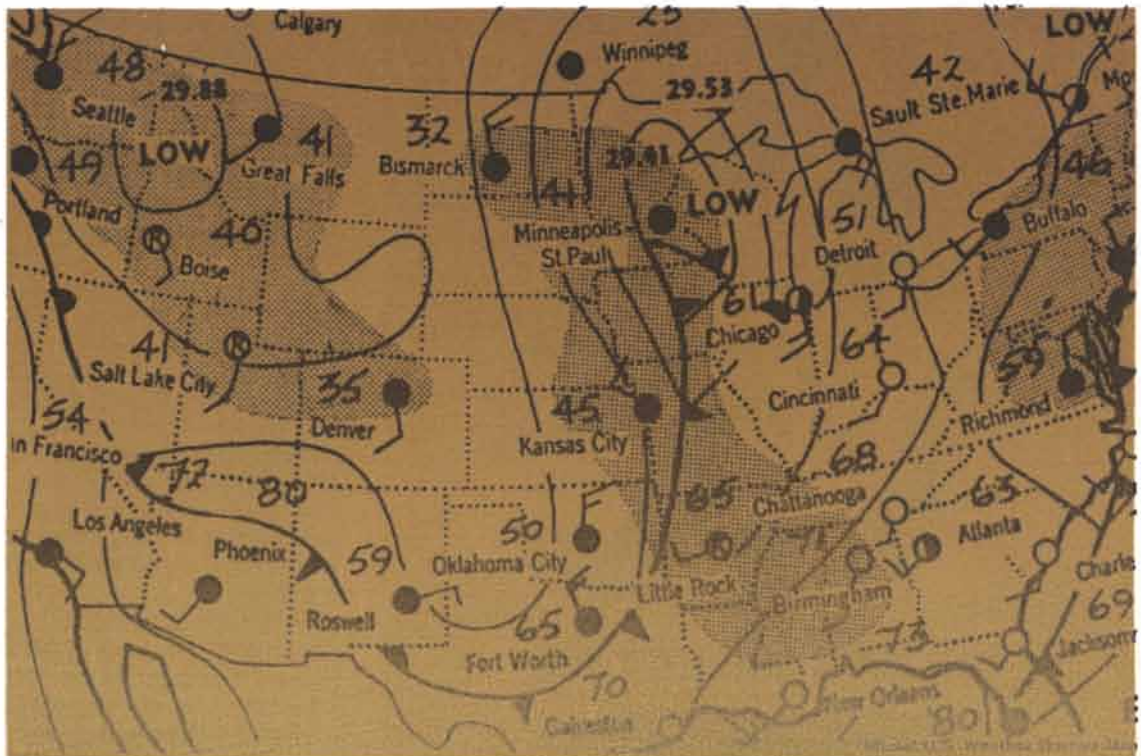 Calgary
25
LOW
Winnipeg
42
48
29.88
29.53
Seattle
Sault Ste. Marie
32
41
LOW
Great Falls
Bismarck
29.41
46
49
41
LOW
Portland
Minneapolis
St Paul
51
Buffalo
40
Detroit
Boise
61
Chicago
41
64
59
Salt Lake City
35
Cincinnati
54
Denver
45
Richmond
n Francisco
Kansas City
77
68
80
Chattanooga
63
Los Angeles
50
Atlanta
Phoenix
59
Oklahoma City
Little Rock
Birmingham
Charle
Roswell
65
69
Fort Worth
73
Jackson
70
New Orleans
Galveston
80